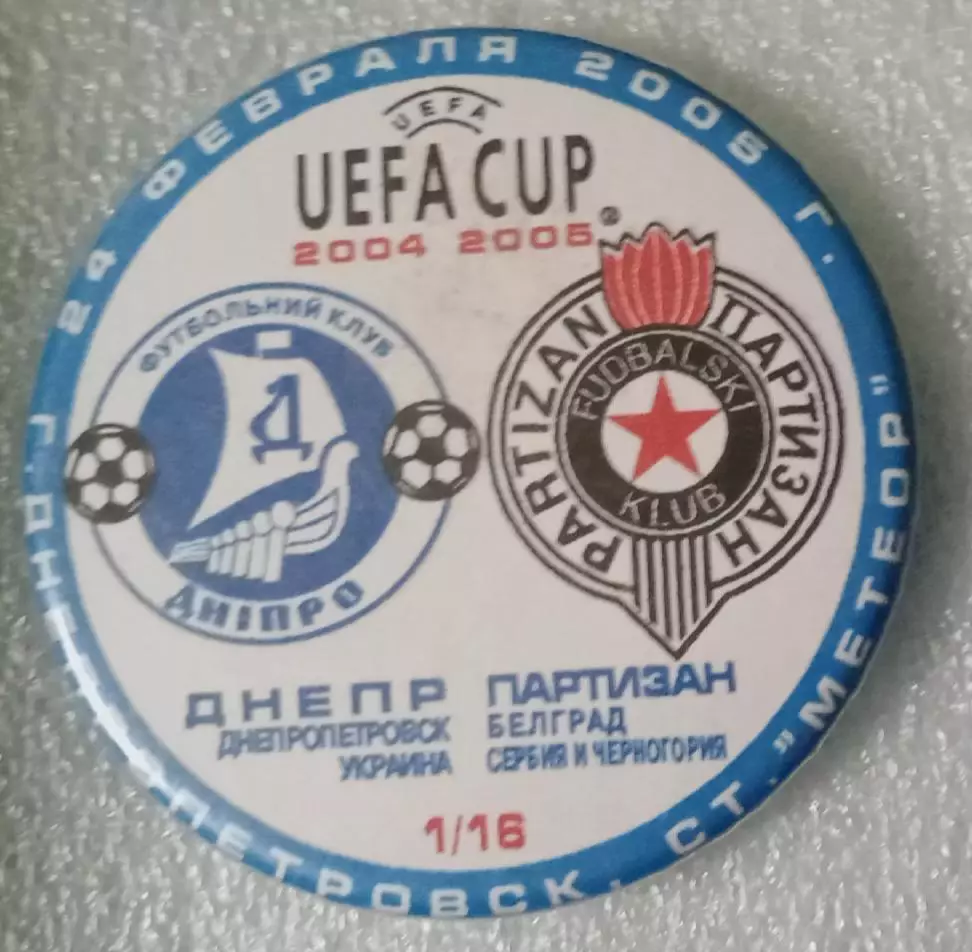 24 ФЕВРАЛЯ 2005 Г.
UEFA
UEFA CUP®
2004 2005
ФУТБОЛЬНИЙ КЛУБ
Д
ДНІПРО
PARTIZAN ПАРТИЗАН
FUDBALSKI
KLUB
ДНЕПР
ДНЕПРОПЕТРОВСК
УКРАИНА
ПАРТИЗАН
БЕЛГРАД
СЕРБИЯ И ЧЕРНОГОРИЯ
1/16
Г. ДНЕПРОПЕТРОВСК, СТ. "МЕТЕОР"